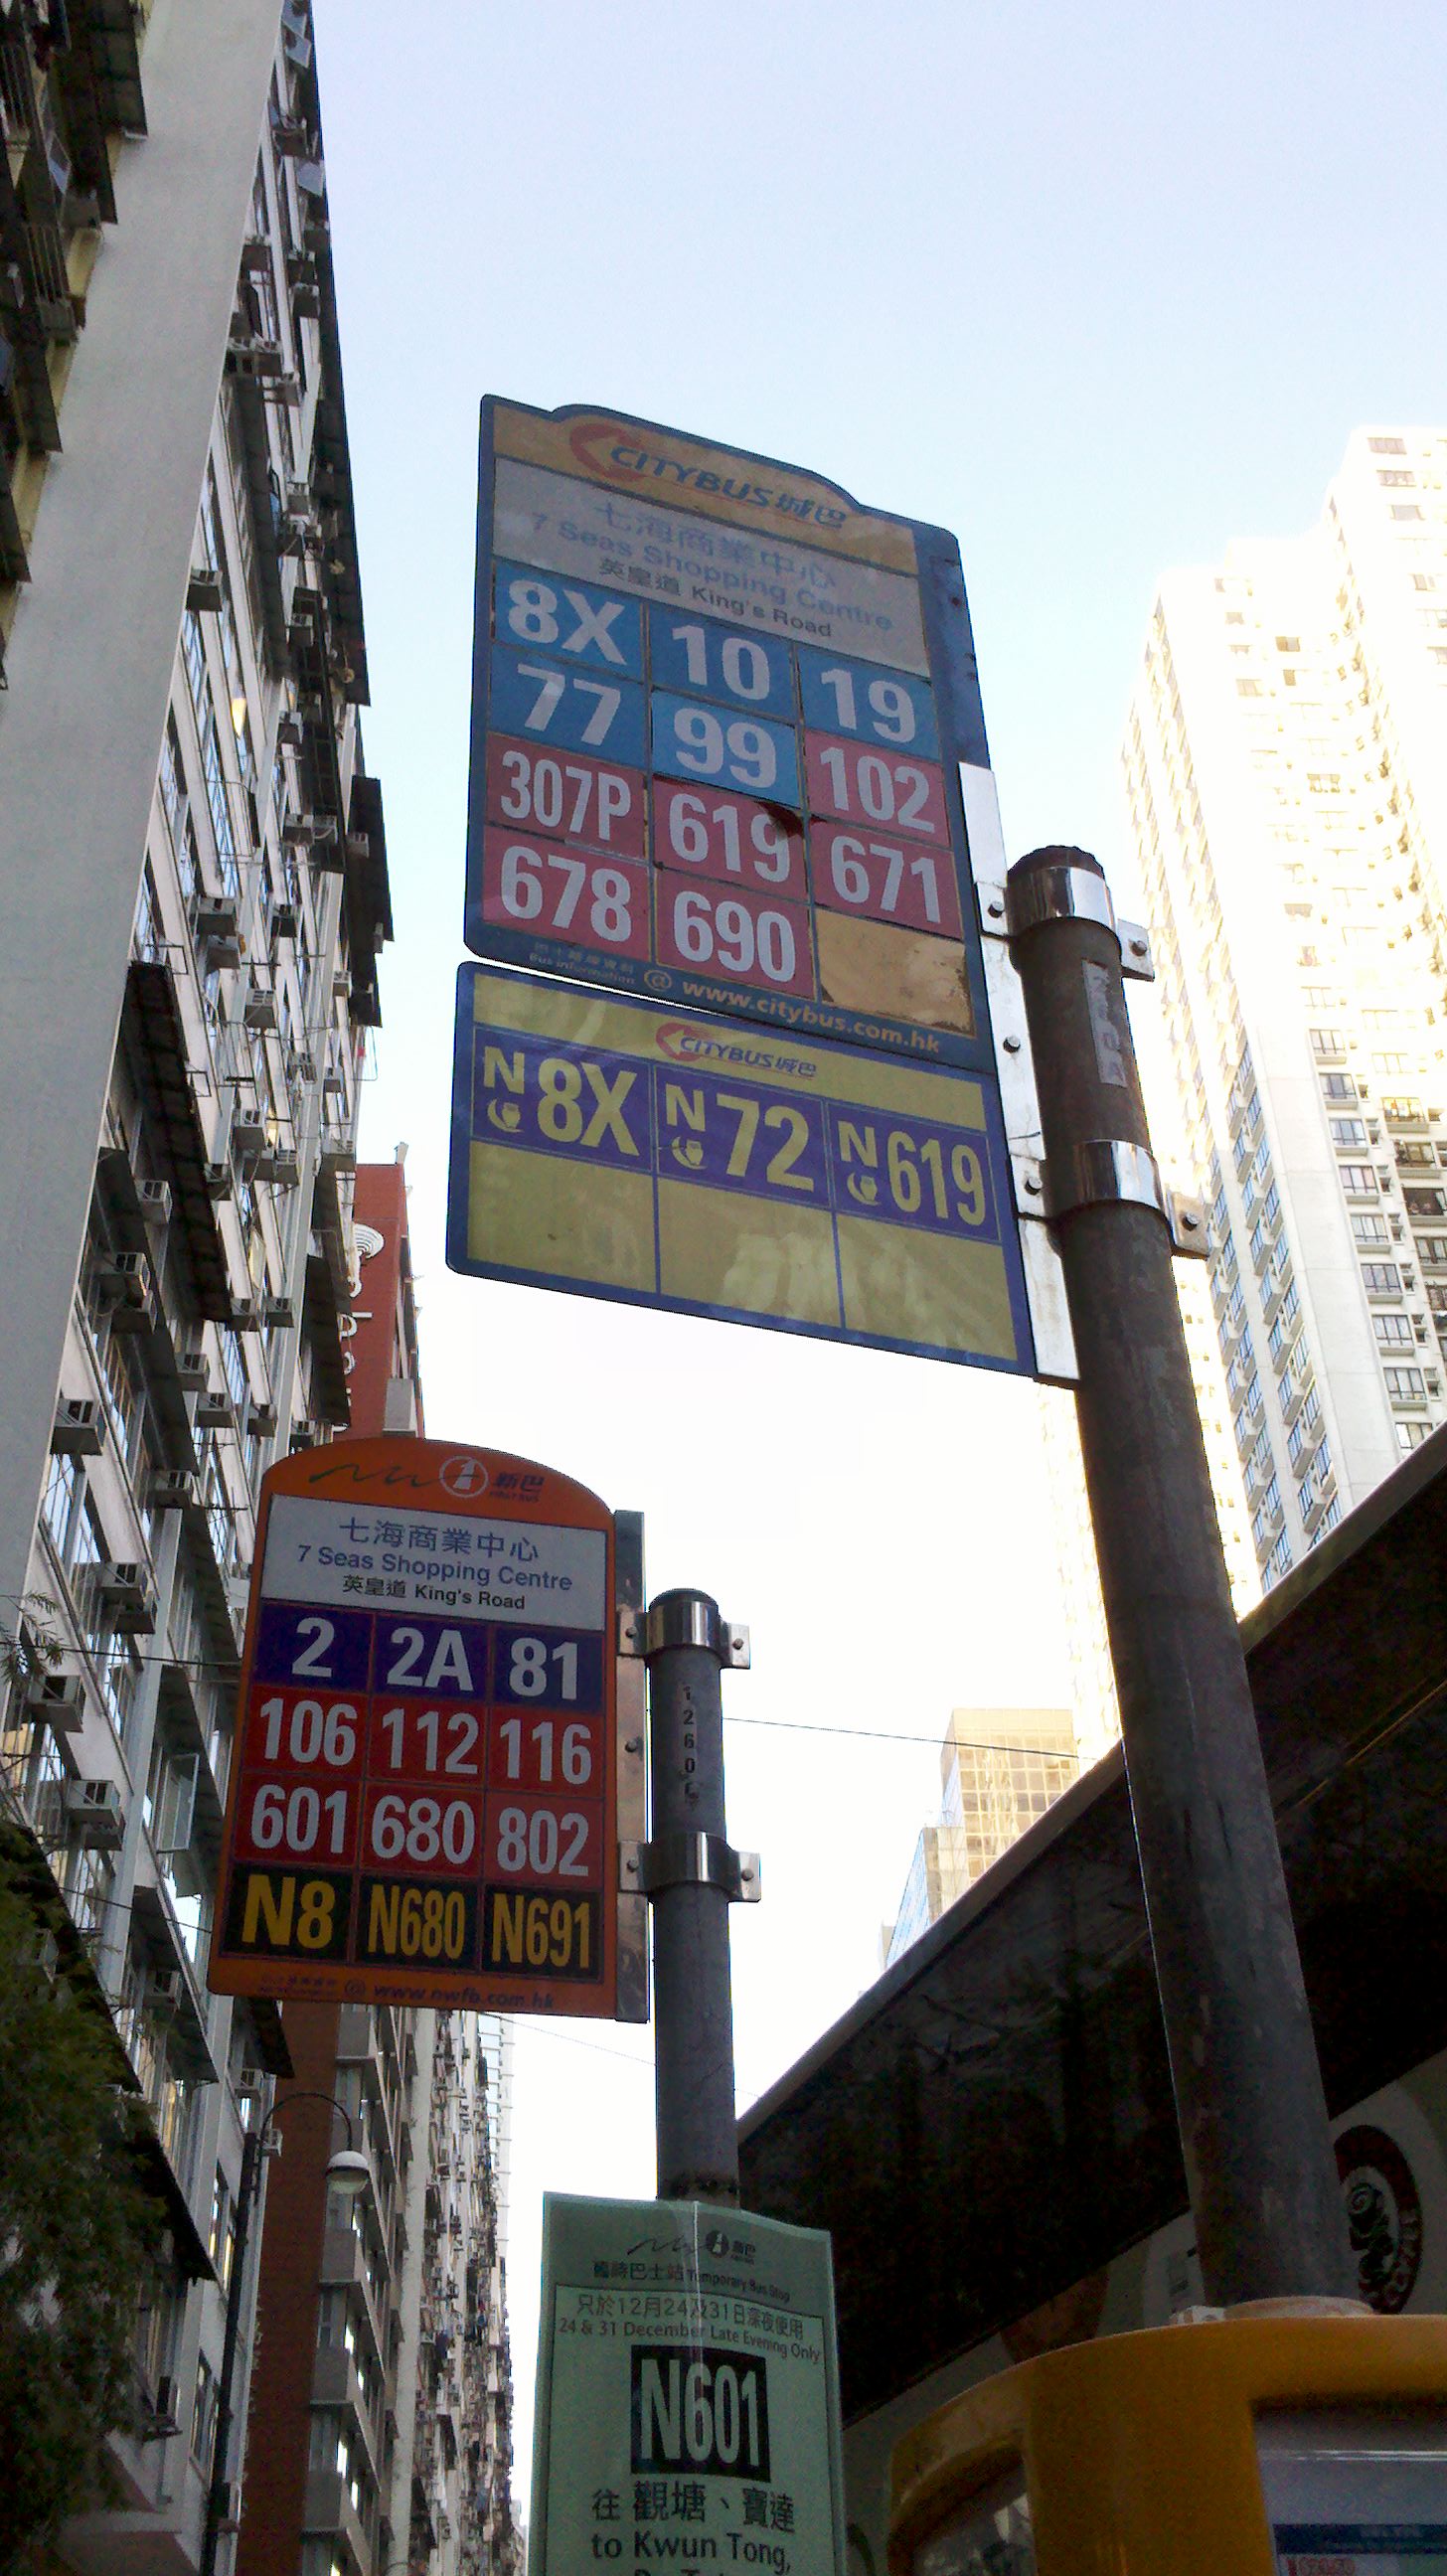 CITYBUS 城巴
七海商業中心
7 Seas Shopping Centre
英皇道 King's Road
8X 10 19
77 99 102
307P 619 671
678 690
Bus Information @ www.citybus.com.hk
CITYBUS 城巴
N8X N72 N619
新巴
七海商業中心
7 Seas Shopping Centre
英皇道 King's Road
2 2A 81
106 112 116
601 680 802
N8 N680 N691
@ www.nwfb.com.hk
1260
新巴
臨時巴士站 Temporary Bus Stop
只於12月24及31日深夜使用
24 & 31 December Late Evening Only
N601
往 觀塘、寶達
to Kwun Tong,